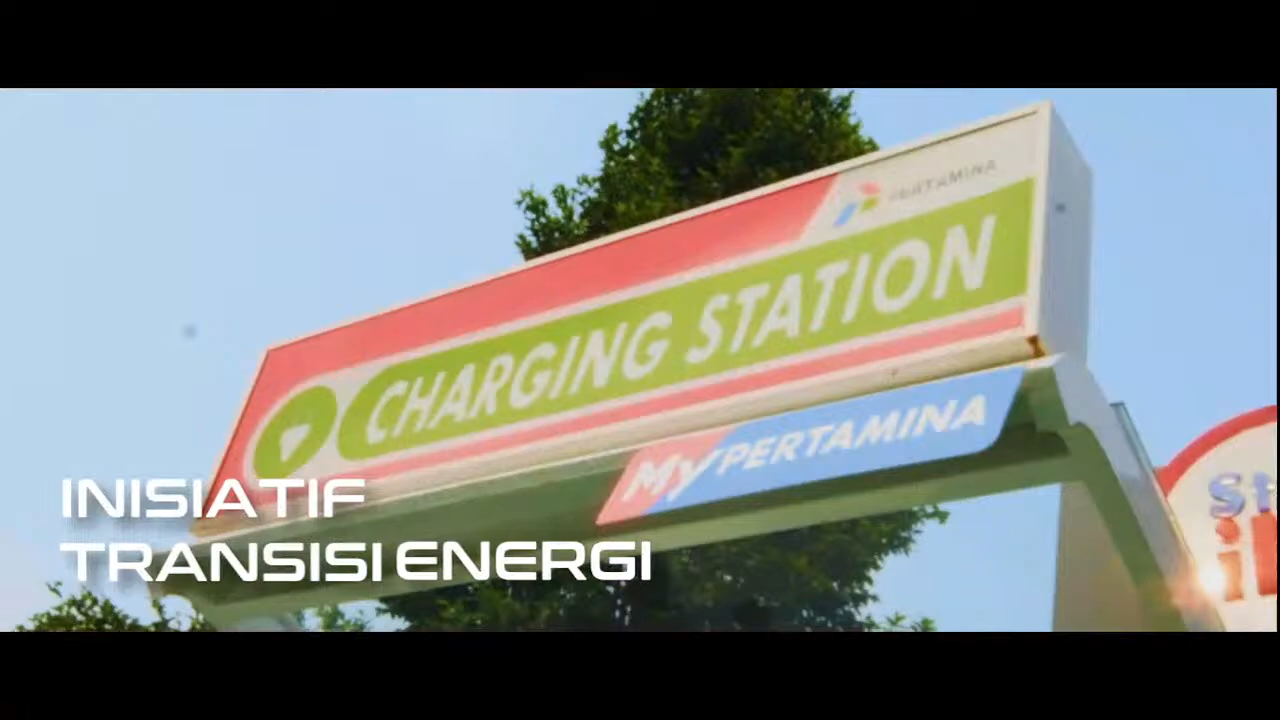 PERTAMINA
CHARGING STATION
MyPERTAMINA
INISIATIF
TRANSISI ENERGI